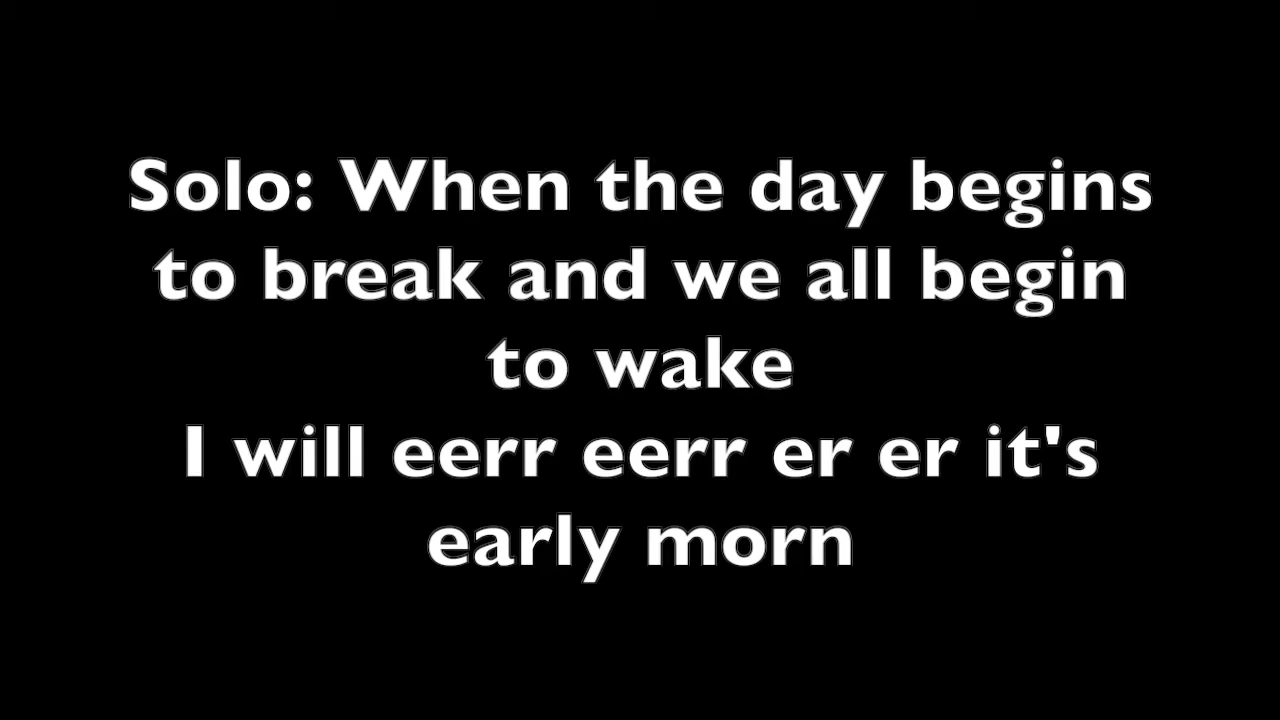 Solo: When the day begins
to break and we all begin
to wake
I will eerr eerr er er it's
early morn